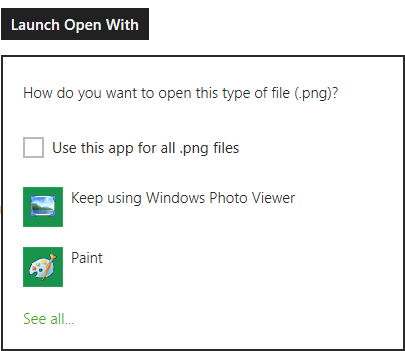 Launch Open With
How do you want to open this type of file (.png)?
Use this app for all .png files
Keep using Windows Photo Viewer
Paint
See all...